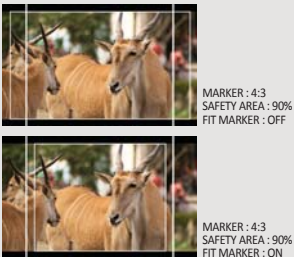 MARKER : 4:3
SAFETY AREA : 90%
FIT MARKER : OFF
MARKER : 4:3
SAFETY AREA : 90%
FIT MARKER : ON